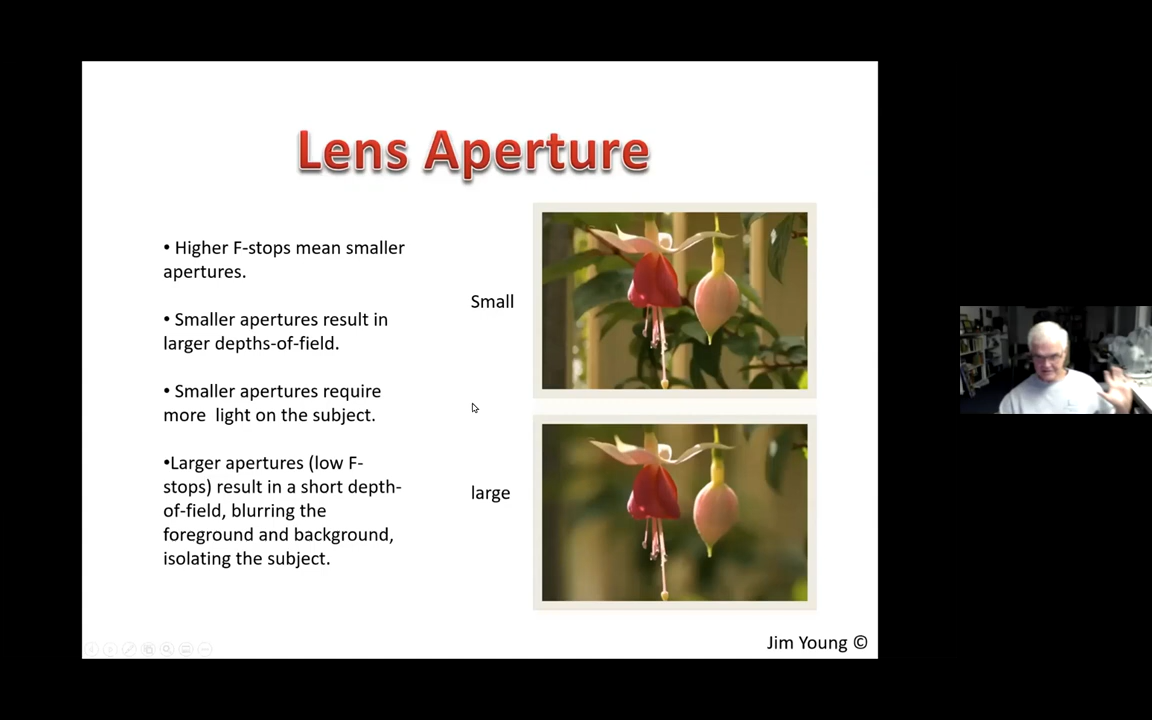 Lens Aperture
• Higher F-stops mean smaller
apertures.
• Smaller apertures result in
larger depths-of-field.
• Smaller apertures require
more  light on the subject.
•Larger apertures (low F-
stops) result in a short depth-
of-field, blurring the
foreground and background,
isolating the subject.
Small
large
Jim Young ©